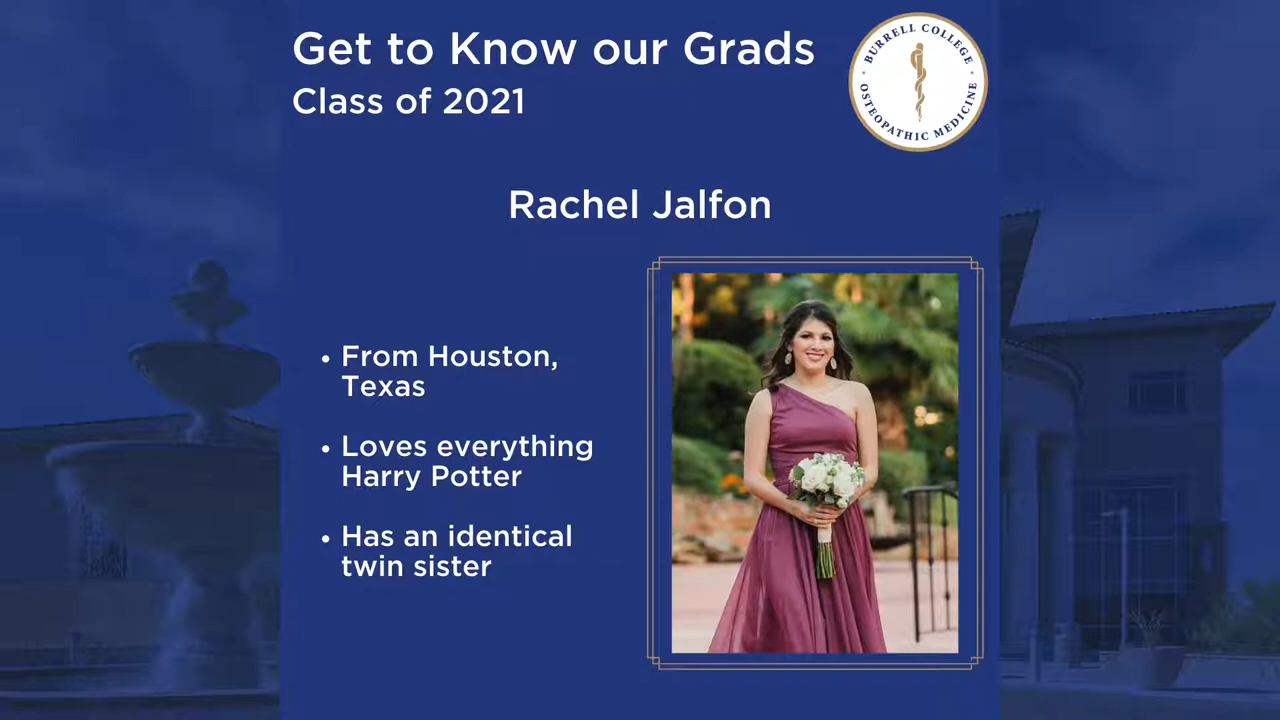 Get to Know our Grads
Class of 2021
BURRELL COLLEGE
OSTEOPATHIC MEDICINE
Rachel Jalfon
• From Houston,
Texas
• Loves everything
Harry Potter
• Has an identical
twin sister